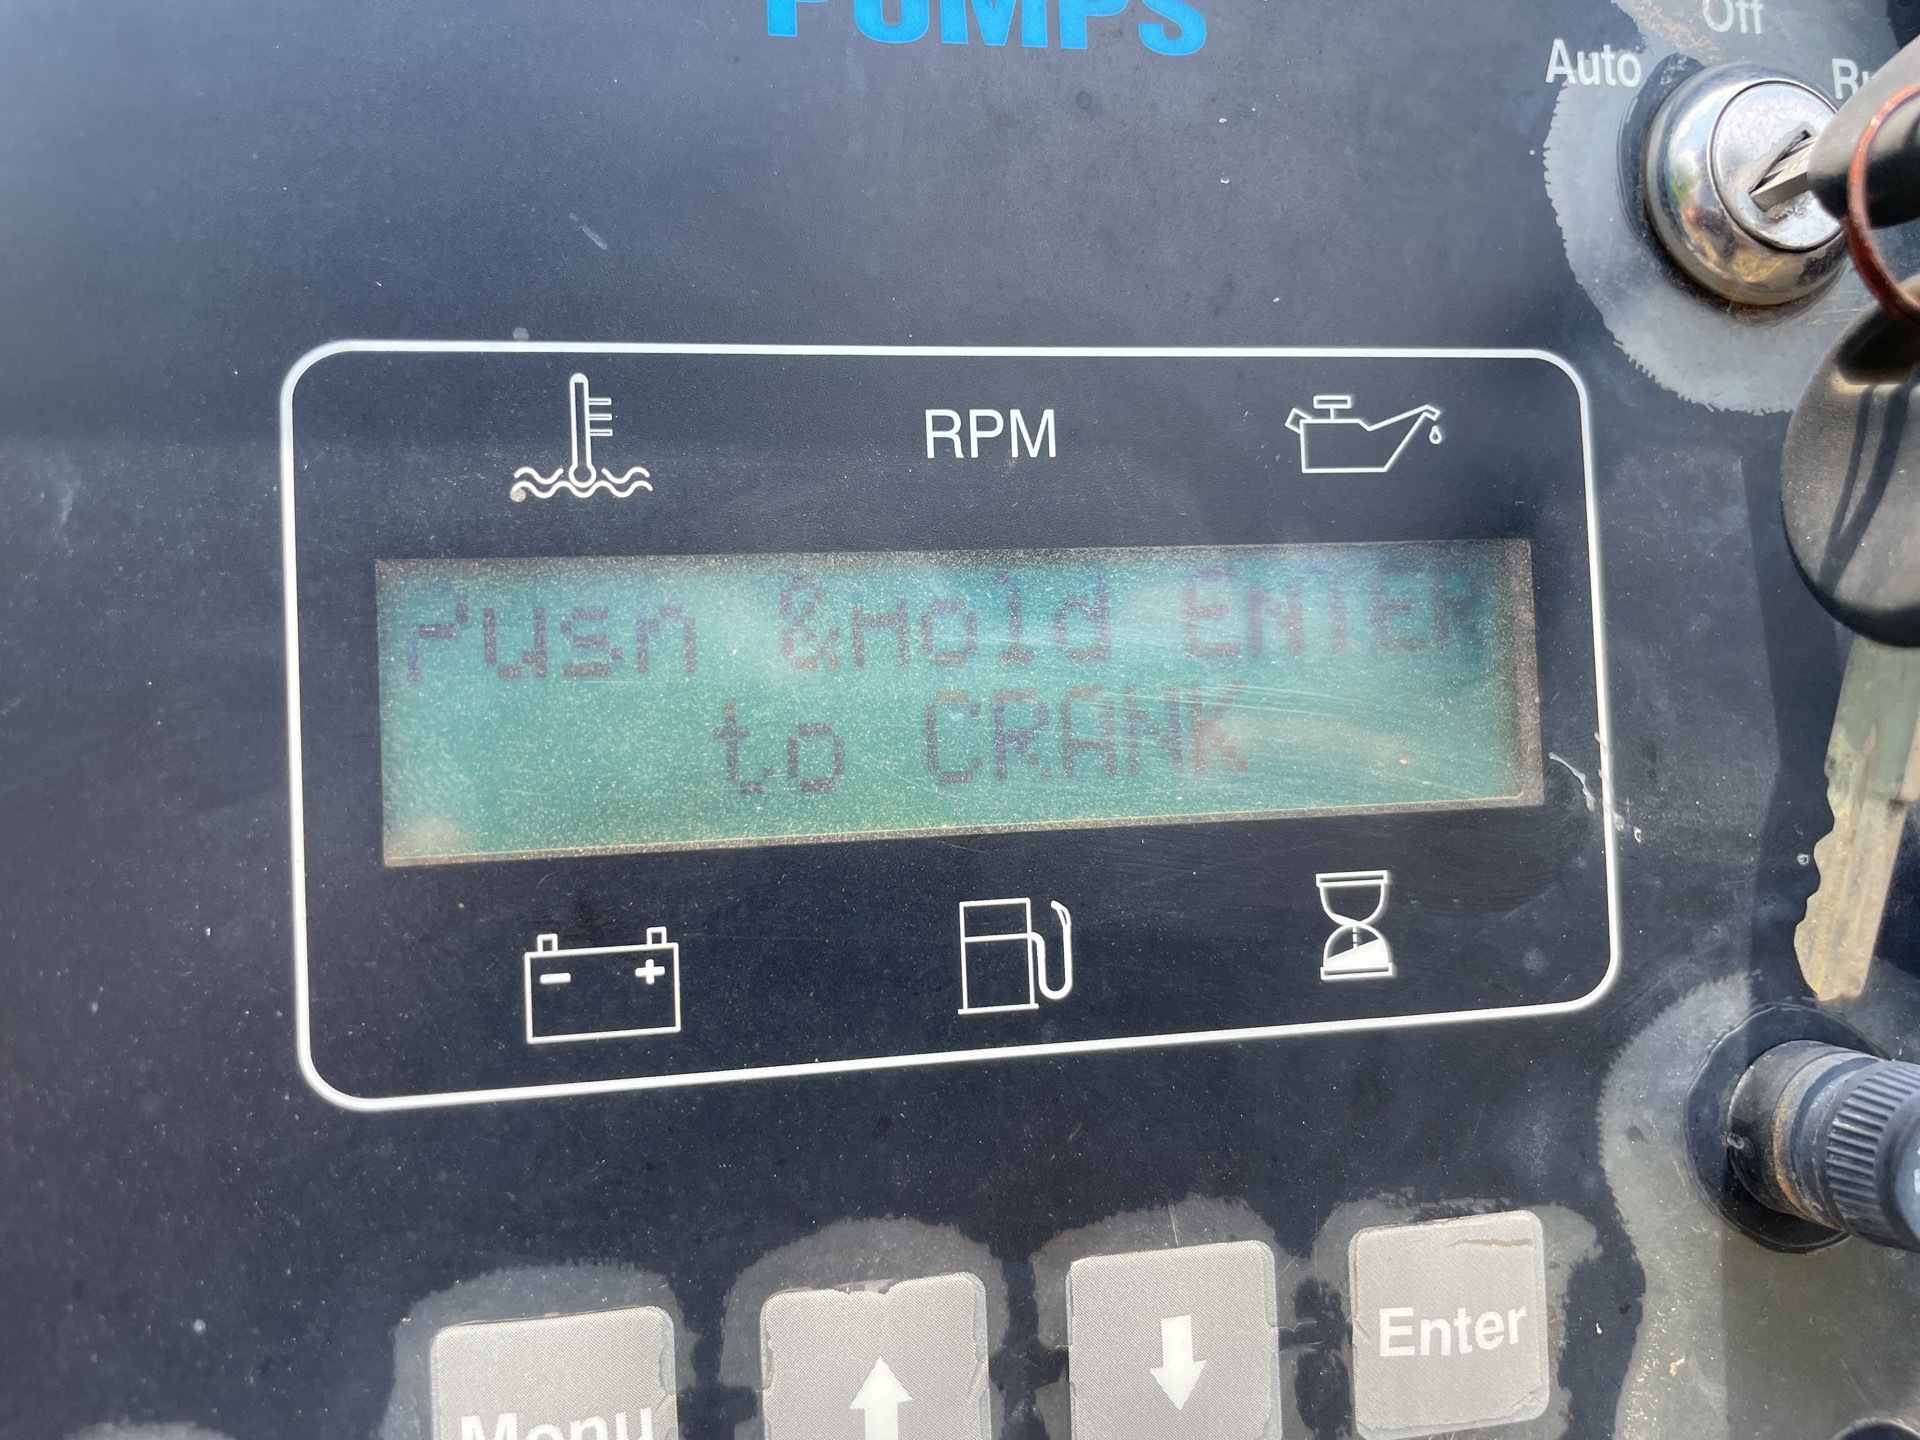 PUMPS
Off
Auto
RPM
Push &Hold ENTER
to CRANK
- +
Menu
Enter